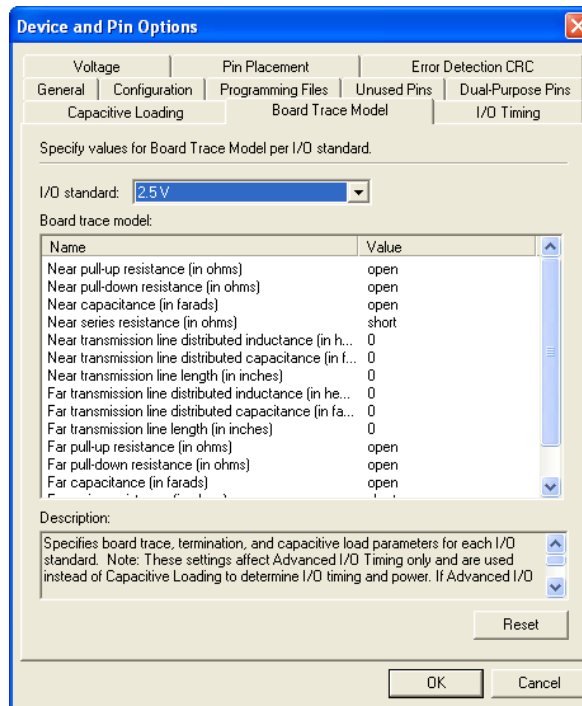 Device and Pin Options
Voltage Pin Placement Error Detection CRC
General Configuration Programming Files Unused Pins Dual-Purpose Pins
Capacitive Loading Board Trace Model I/O Timing
Specify values for Board Trace Model per I/O standard.
I/O standard: 2.5 V
Board trace model:
Name Value
Near pull-up resistance (in ohms) open
Near pull-down resistance (in ohms) open
Near capacitance (in farads) open
Near series resistance (in ohms) short
Near transmission line distributed inductance (in h... 0
Near transmission line distributed capacitance (in f... 0
Near transmission line length (in inches) 0
Far transmission line distributed inductance (in he... 0
Far transmission line distributed capacitance (in fa... 0
Far transmission line length (in inches) 0
Far pull-up resistance (in ohms) open
Far pull-down resistance (in ohms) open
Far capacitance (in farads) open
Description:
Specifies board trace, termination, and capacitive load parameters for each I/O
standard. Note: These settings affect Advanced I/O Timing only and are used
instead of Capacitive Loading to determine I/O timing and power. If Advanced I/O
Reset
OK Cancel